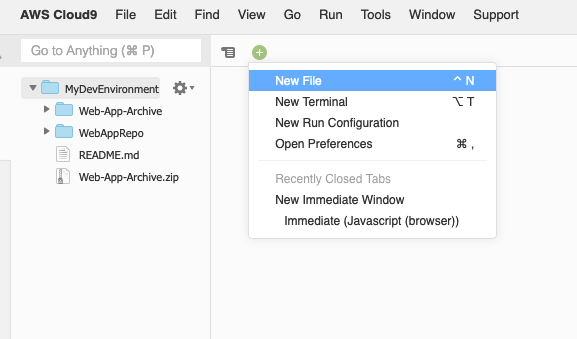 AWS Cloud9 File Edit Find View Go Run Tools Window Support
Go to Anything (⌘ P)
MyDevEnvironment
Web-App-Archive
WebAppRepo
README.md
Web-App-Archive.zip
New File ^ N
New Terminal ⌥ T
New Run Configuration
Open Preferences ⌘ ,
Recently Closed Tabs
New Immediate Window
Immediate (Javascript (browser))